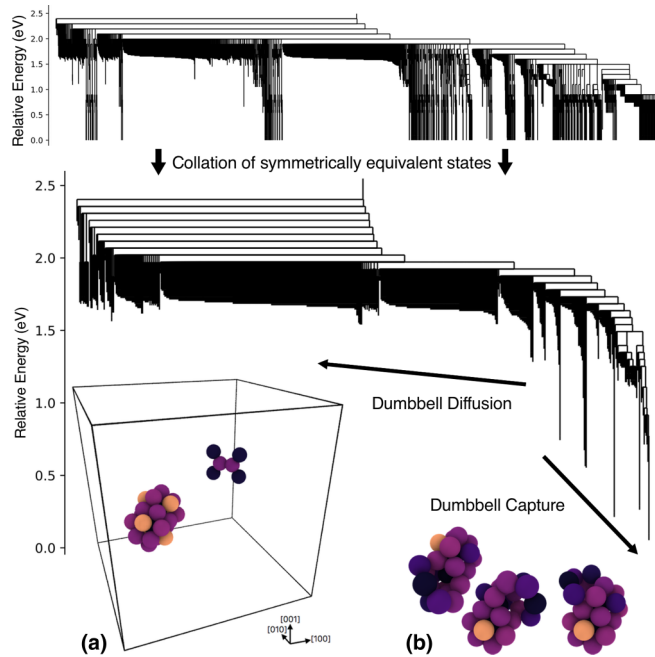 Relative Energy (eV)
2.5
2.0
1.5
1.0
0.5
0.0
Collation of symmetrically equivalent states
Relative Energy (eV)
2.5
2.0
1.5
1.0
0.5
0.0
Dumbbell Diffusion
Dumbbell Capture
[001]
[010]
[100]
(a)
(b)